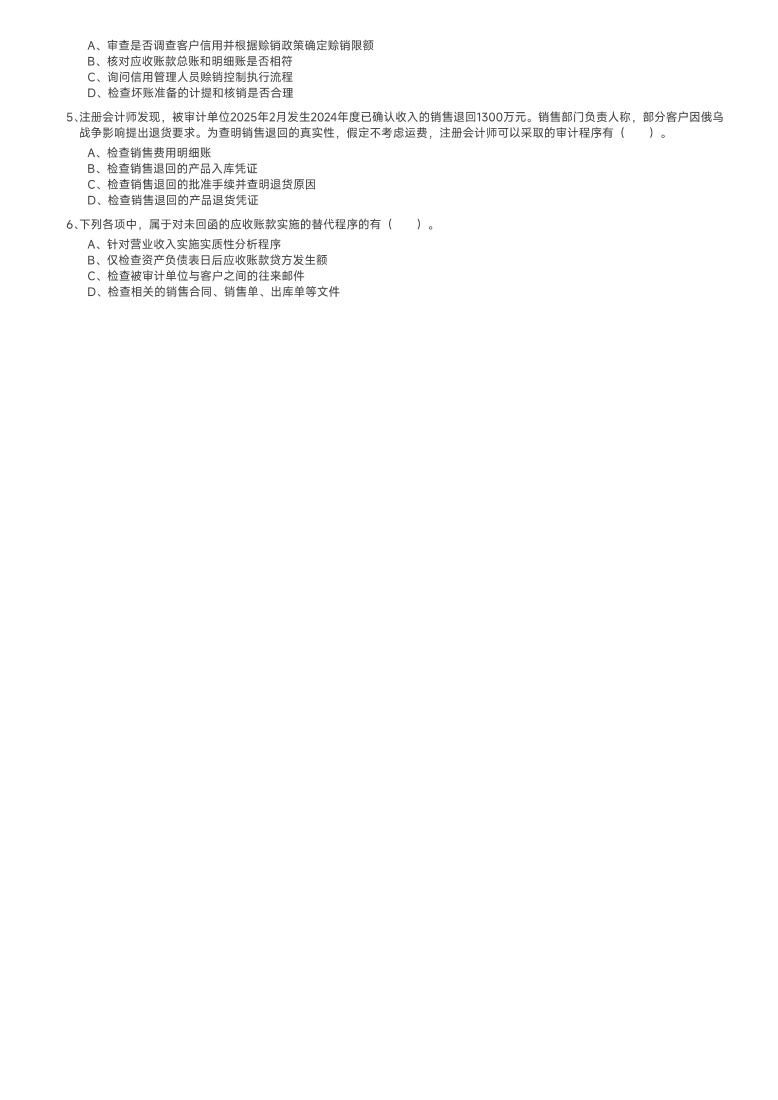 A、审查是否调查客户信用并根据赊销政策确定赊销限额
B、核对应收账款总账和明细账是否相符
C、询问信用管理人员赊销控制执行流程
D、检查坏账准备的计提和核销是否合理
5、注册会计师发现，被审计单位2025年2月发生2024年度已确认收入的销售退回1300万元。销售部门负责人称，部分客户因俄乌
战争影响提出退货要求。为查明销售退回的真实性，假定不考虑运费，注册会计师可以采取的审计程序有（　　）。
A、检查销售费用明细账
B、检查销售退回的产品入库凭证
C、检查销售退回的批准手续并查明退货原因
D、检查销售退回的产品退货凭证
6、下列各项中，属于对未回函的应收账款实施的替代程序的有（　　）。
A、针对营业收入实施实质性分析程序
B、仅检查资产负债表日后应收账款贷方发生额
C、检查被审计单位与客户之间的往来邮件
D、检查相关的销售合同、销售单、出库单等文件